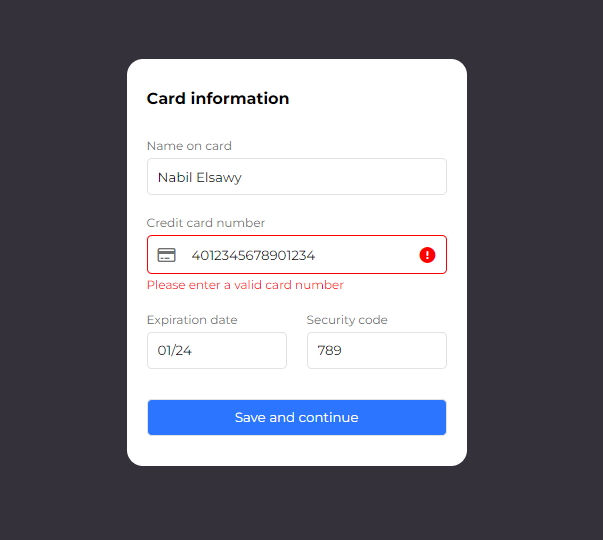 Card information
Name on card
Nabil Elsawy
Credit card number
4012345678901234
Please enter a valid card number
Expiration date
Security code
01/24
789
Save and continue